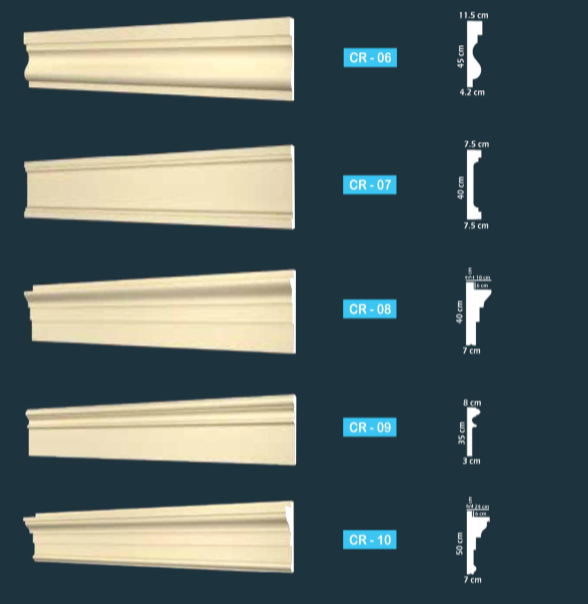 11.5 cm
CR - 06
45 cm
4.2 cm
7.5 cm
CR - 07
40 cm
7.5 cm
cm
6 cm
CR - 08
40 cm
7 cm
8 cm
CR - 09
35 cm
3 cm
cm
24 cm
6 cm
CR - 10
50 cm
7 cm